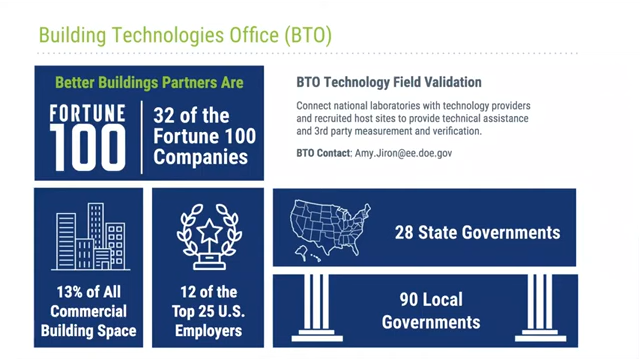 Building Technologies Office (BTO)
Better Buildings Partners Are
FORTUNE
100
32 of the
Fortune 100
Companies
BTO Technology Field Validation
Connect national laboratories with technology providers
and recruited host sites to provide technical assistance
and 3rd party measurement and verification.
BTO Contact: Amy.Jiron@ee.doe.gov
13% of All
Commercial
Building Space
12 of the
Top 25 U.S.
Employers
28 State Governments
90 Local
Governments